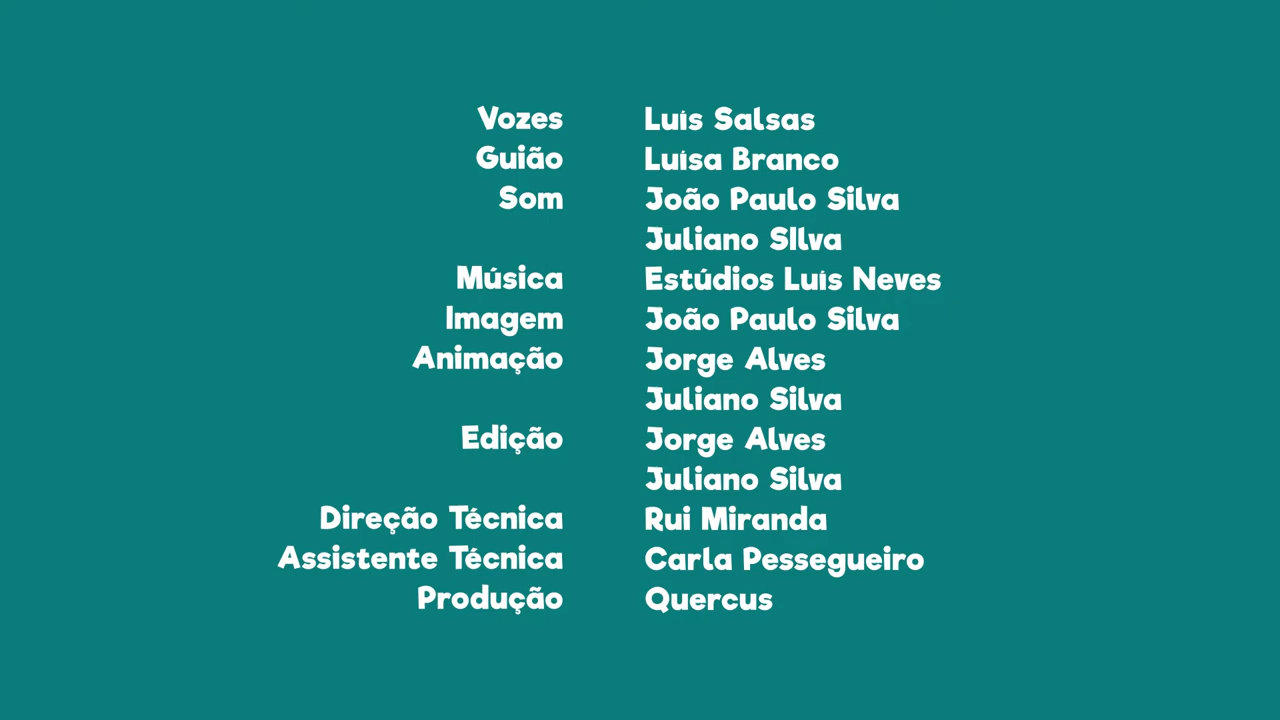 Vozes Luís Salsas
Guião Luísa Branco
Som João Paulo Silva
Juliano SIlva
Música Estúdios Luís Neves
Imagem João Paulo Silva
Animação Jorge Alves
Juliano Silva
Edição Jorge Alves
Juliano Silva
Direção Técnica Rui Miranda
Assistente Técnica Carla Pessegueiro
Produção Quercus